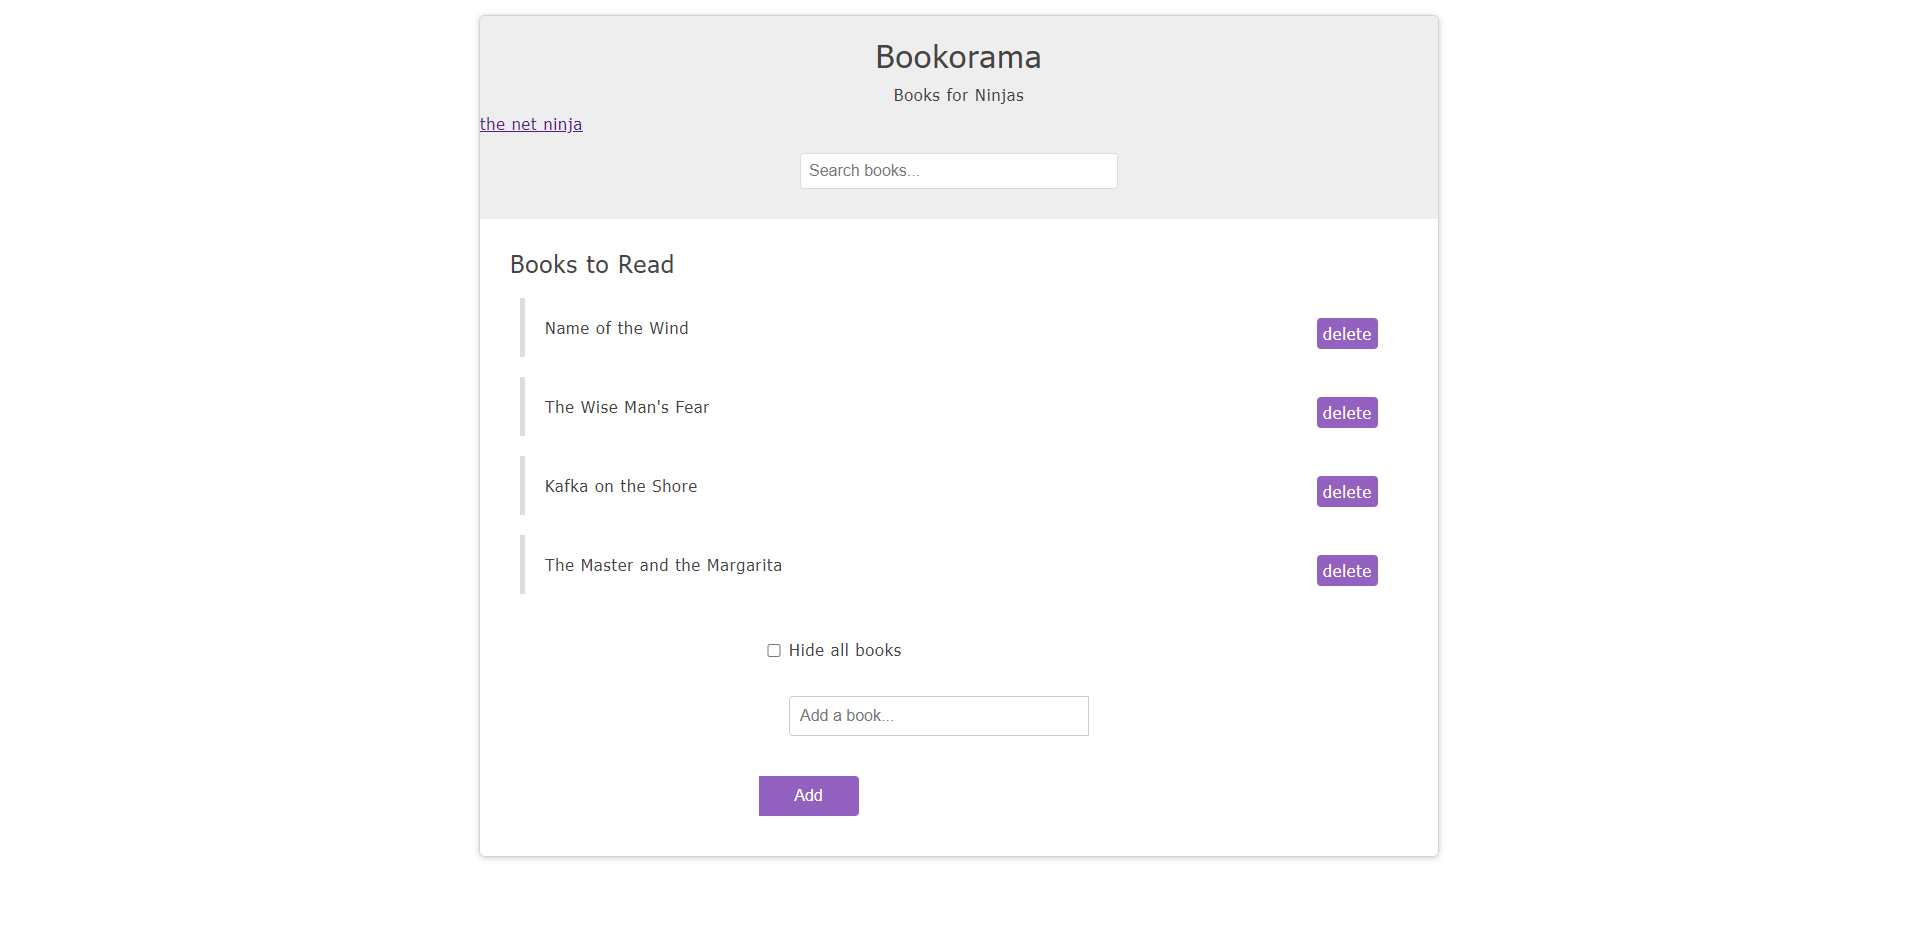 Bookorama
Books for Ninjas
the net ninja
Search books...
Books to Read
Name of the Wind
delete
The Wise Man's Fear
delete
Kafka on the Shore
delete
The Master and the Margarita
delete
Hide all books
Add a book...
Add